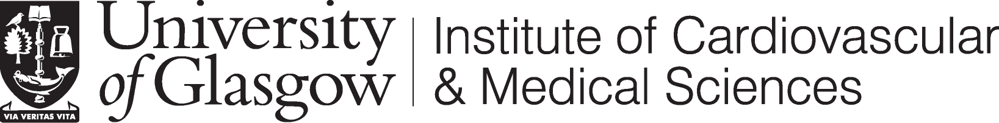 University
of Glasgow
Institute of Cardiovascular
& Medical Sciences
VIA VERITAS VITA